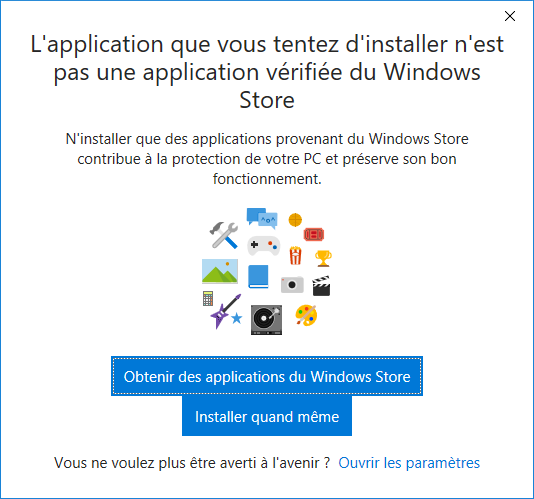 L'application que vous tentez d'installer n'est
pas une application vérifiée du Windows
Store
N'installer que des applications provenant du Windows Store
contribue à la protection de votre PC et préserve son bon
fonctionnement.
Obtenir des applications du Windows Store
Installer quand même
Vous ne voulez plus être averti à l'avenir ? Ouvrir les paramètres